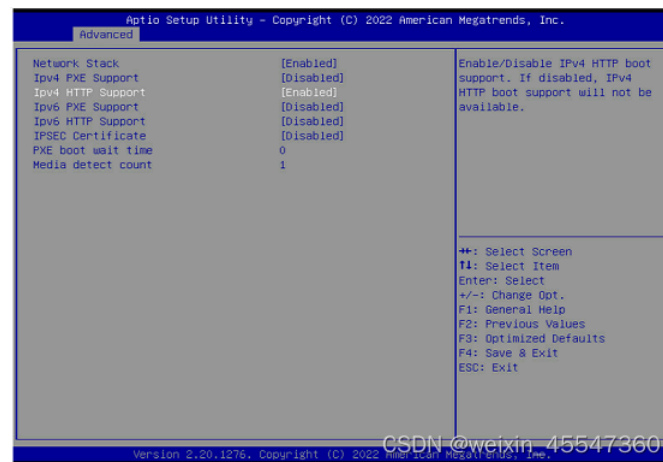 Aptio Setup Utility – Copyright (C) 2022 American Megatrends, Inc.
Advanced
Network Stack [Enabled]
Ipv4 PXE Support [Disabled]
Ipv4 HTTP Support [Enabled]
Ipv6 PXE Support [Disabled]
Ipv6 HTTP Support [Disabled]
IPSEC Certificate [Disabled]
PXE boot wait time 0
Media detect count 1
Enable/Disable IPv4 HTTP boot
support. If disabled, IPv4
HTTP boot support will not be
available.
→←: Select Screen
↑↓: Select Item
Enter: Select
+/-: Change Opt.
F1: General Help
F2: Previous Values
F3: Optimized Defaults
F4: Save & Exit
ESC: Exit
Version 2.20.1276. Copyright (C) 2022 American Megatrends, Inc.
CSDN @weixin_45547360